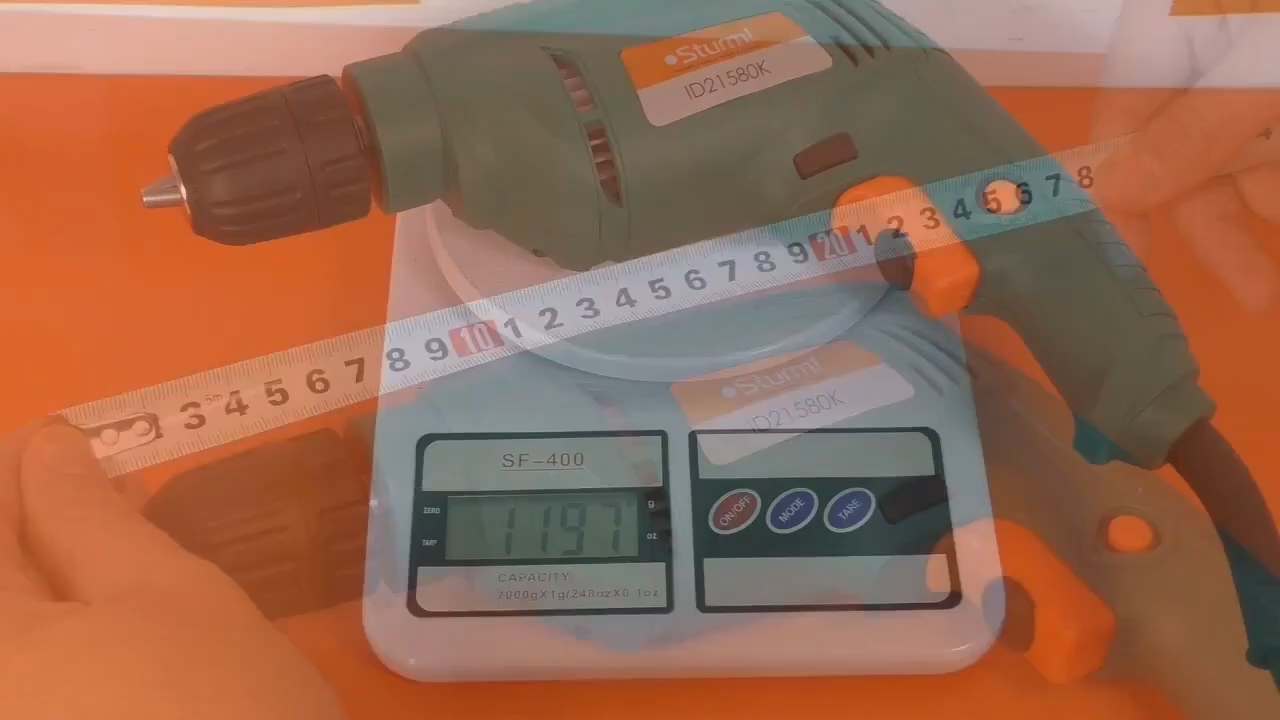 Sturm!
ID21580K
3 4 5 6 7 8 9 10 1 2 3 4 5 6 7 8 9 20 1 2 3 4 5 6 7 8
Sturm!
ID21580K
SF-400
ZERO
g
1197
TARE
oz
CAPACITY:
7000gX1g/248ozX0.1oz
ON/OFF
MODE
TARE